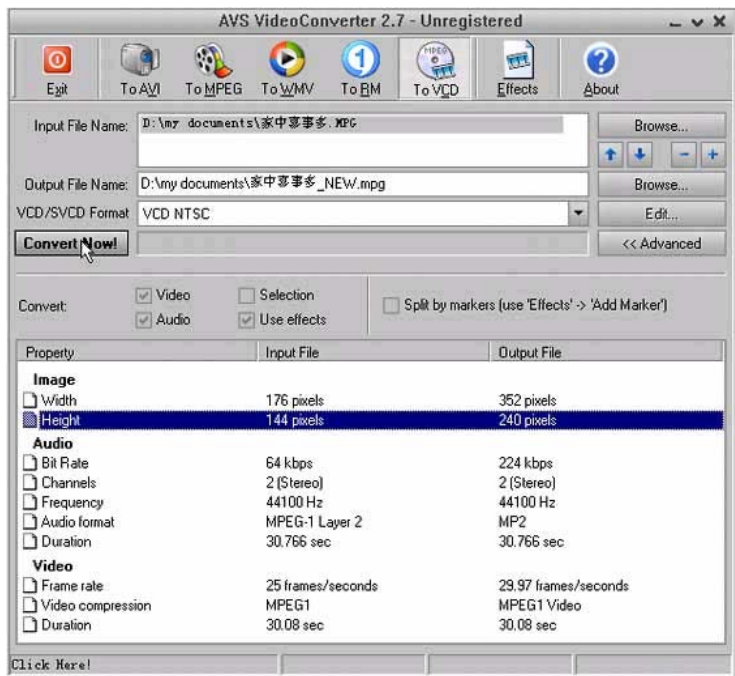 AVS VideoConverter 2.7 - Unregistered
Exit To AVI To MPEG To WMV 1 To RM MPEG To VCD Effects ? About
Input File Name: D:\my documents\家中喜事多.MPG Browse...
Output File Name: D:\my documents\家中喜事多_NEW.mpg Browse...
VCD/SVCD Format VCD NTSC Edit...
Convert Now! << Advanced
Convert: Video Selection Split by markers (use 'Effects' -> 'Add Marker')
Audio Use effects
Property Input File Output File
Image
Width 176 pixels 352 pixels
Height 144 pixels 240 pixels
Audio
Bit Rate 64 kbps 224 kbps
Channels 2 (Stereo) 2 (Stereo)
Frequency 44100 Hz 44100 Hz
Audio format MPEG-1 Layer 2 MP2
Duration 30.766 sec 30.766 sec
Video
Frame rate 25 frames/seconds 29.97 frames/seconds
Video compression MPEG1 MPEG1 Video
Duration 30.08 sec 30.08 sec
Click Here!